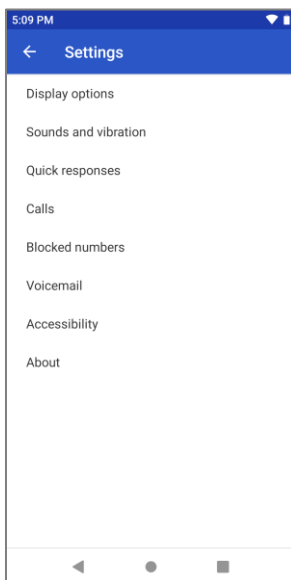 5:09 PM
Settings
Display options
Sounds and vibration
Quick responses
Calls
Blocked numbers
Voicemail
Accessibility
About